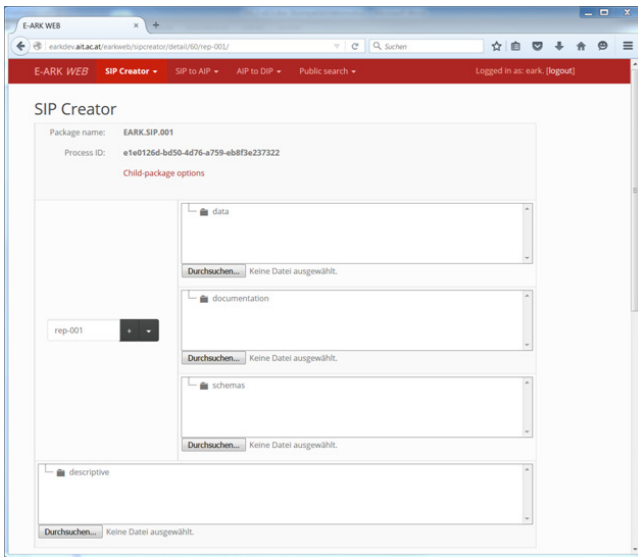 E-ARK WEB
earkdev.ait.ac.at/earkweb/sipcreator/detail/60/rep-001/
Suchen
E-ARK WEB SIP Creator SIP to AIP AIP to DIP Public search Logged in as: eark. [logout]
SIP Creator
Package name: EARK.SIP.001
Process ID: e1e0126d-bd50-4d76-a759-eb8f3e237322
Child-package options
data
Durchsuchen... Keine Datei ausgewählt.
documentation
rep-001 +
Durchsuchen... Keine Datei ausgewählt.
schemas
Durchsuchen... Keine Datei ausgewählt.
descriptive
Durchsuchen... Keine Datei ausgewählt.